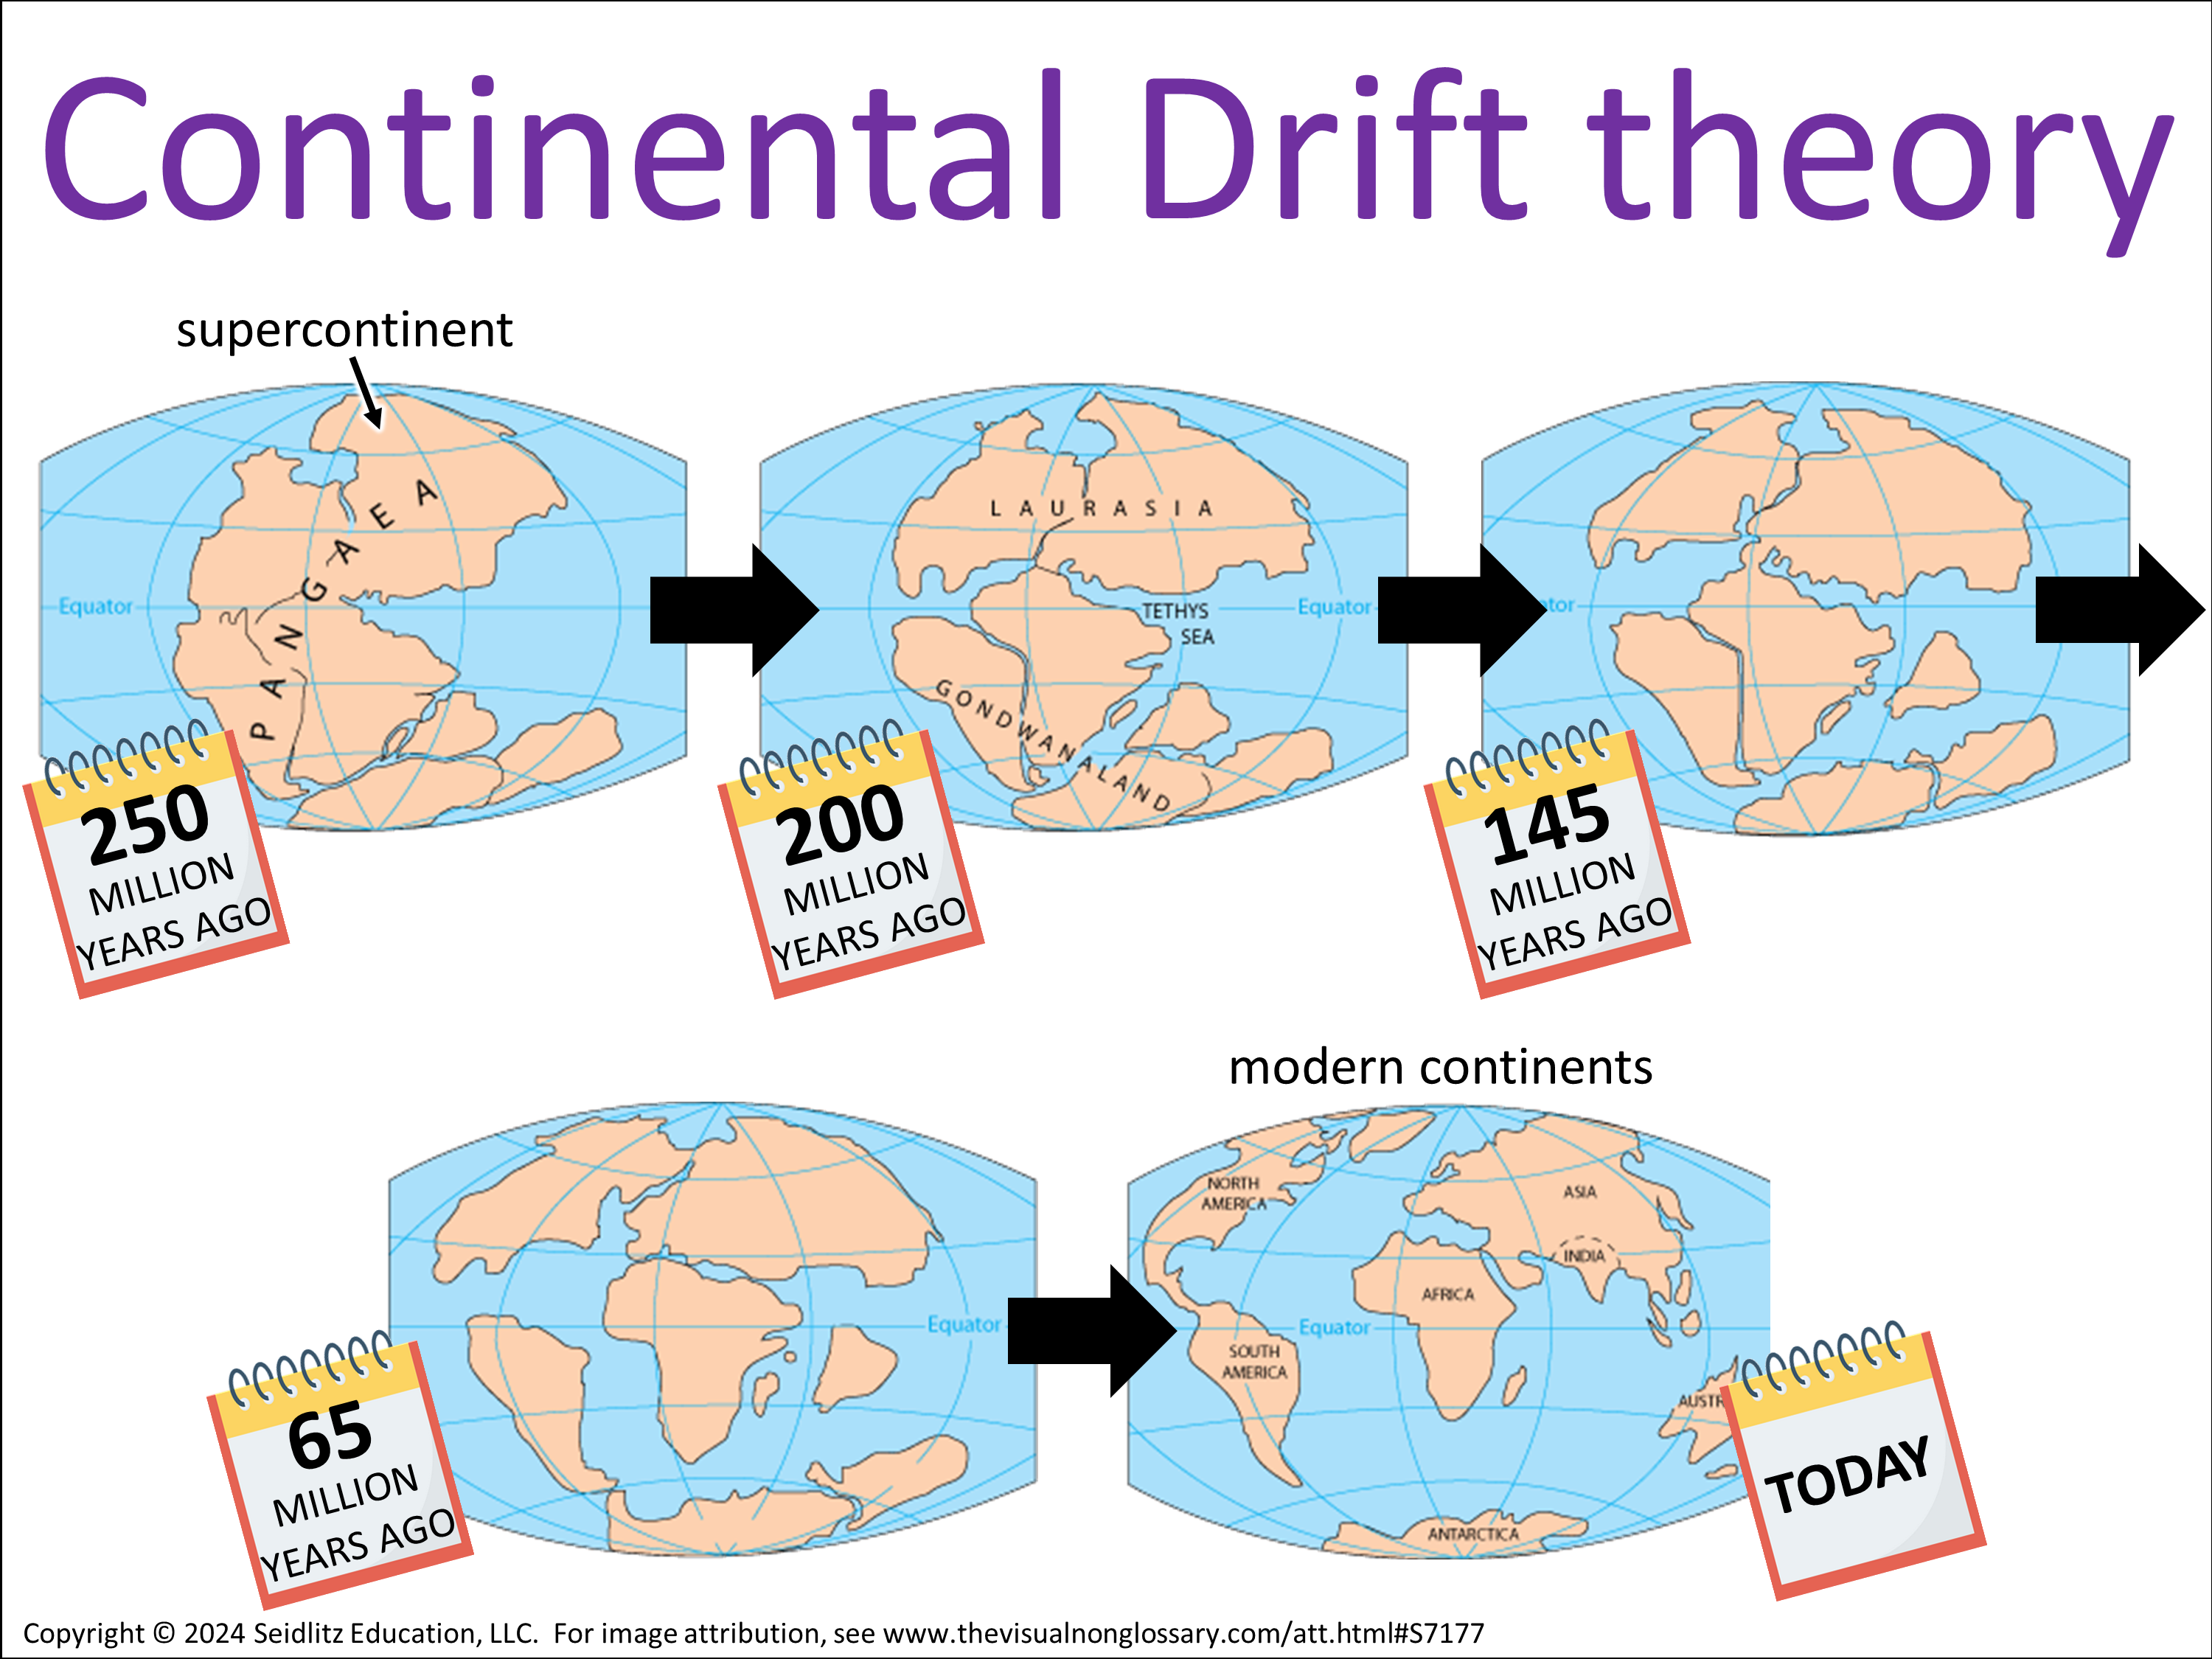 Continental Drift theory
supercontinent
PANGAEA
Equator
250
MILLION
YEARS AGO
LAURASIA
TETHYS
SEA
Equator
GONDWANALAND
200
MILLION
YEARS AGO
ator
145
MILLION
YEARS AGO
Equator
65
MILLION
YEARS AGO
modern continents
NORTH
AMERICA
ASIA
INDIA
AFRICA
Equator
SOUTH
AMERICA
AUSTR
ANTARCTICA
TODAY
Copyright © 2024 Seidlitz Education, LLC.  For image attribution, see www.thevisualnonglossary.com/att.html#S7177